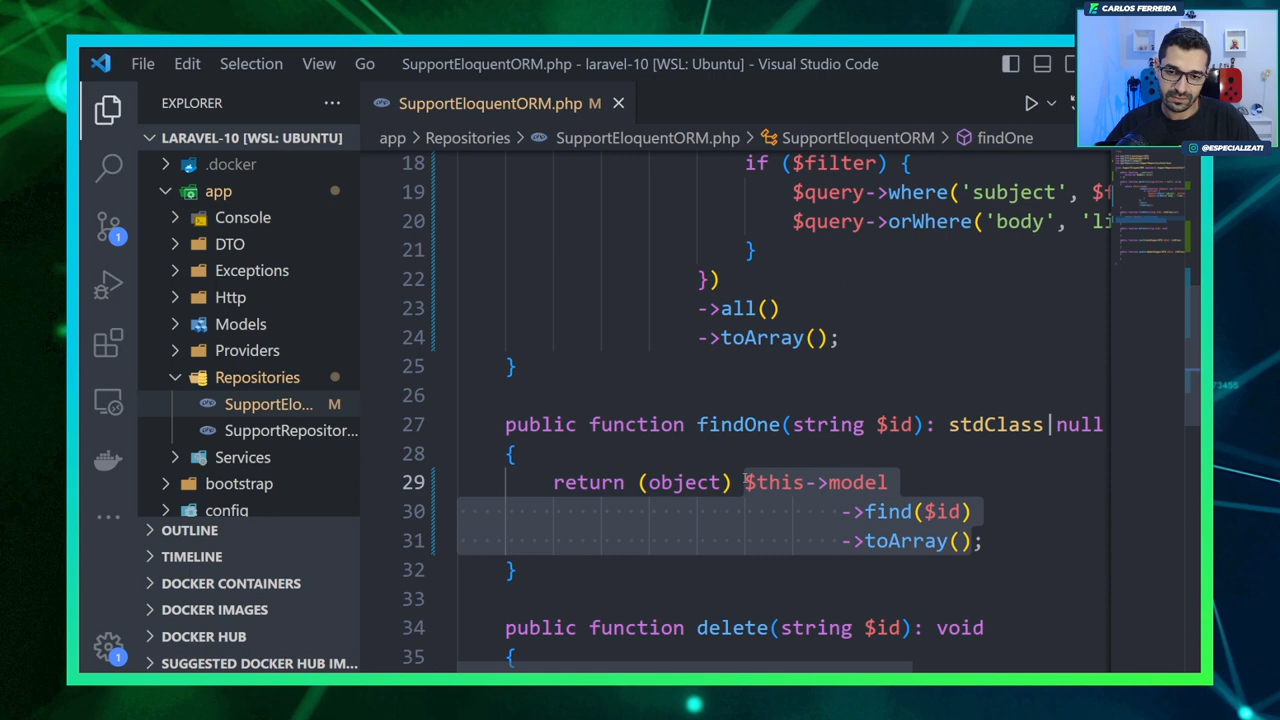 CARLOS FERREIRA
@ESPECIALIZATI
File Edit Selection View Go SupportEloquentORM.php - laravel-10 [WSL: Ubuntu] - Visual Studio Code
EXPLORER
SupportEloquentORM.php M
LARAVEL-10 [WSL: UBUNTU]
.docker
app
Console
DTO
Exceptions
Http
Models
Providers
Repositories
SupportElo... M
SupportRepositor...
Services
bootstrap
config
OUTLINE
TIMELINE
DOCKER CONTAINERS
DOCKER IMAGES
DOCKER HUB
SUGGESTED DOCKER HUB IM...
1
1
app > Repositories > SupportEloquentORM.php > SupportEloquentORM > findOne
18 if ($filter) {
19 $query->where('subject', $f
20 $query->orWhere('body', 'li
21 }
22 })
23 ->all()
24 ->toArray();
25 }
26
27 public function findOne(string $id): stdClass|null
28 {
29 return (object) $this->model
30 ->find($id)
31 ->toArray();
32 }
33
34 public function delete(string $id): void
35 {
73455